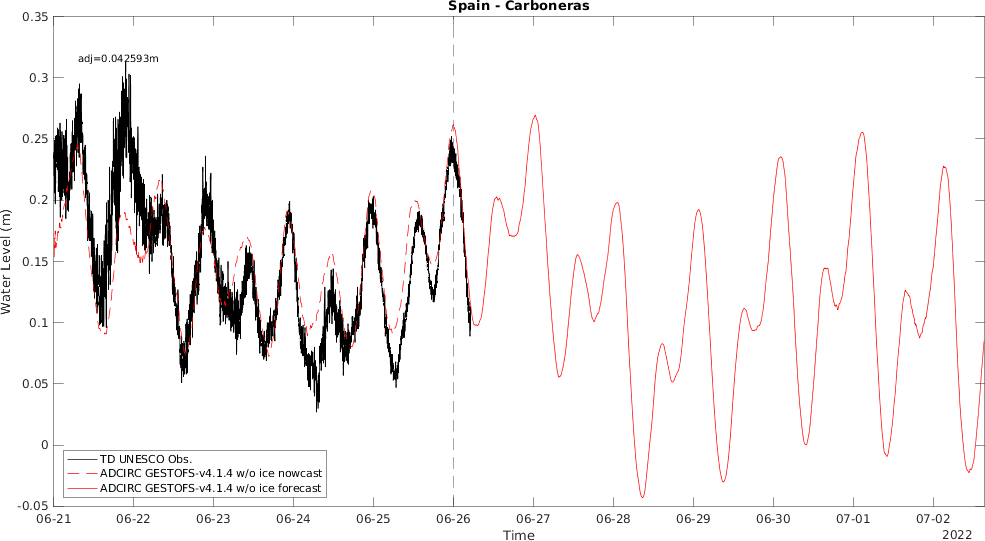 Spain - Carboneras
adj=0.042593m
0.35
0.3
0.25
0.2
0.15
0.1
0.05
0
-0.05
Water Level (m)
TD UNESCO Obs.
ADCIRC GESTOFS-v4.1.4 w/o ice nowcast
ADCIRC GESTOFS-v4.1.4 w/o ice forecast
06-21 06-22 06-23 06-24 06-25 06-26 06-27 06-28 06-29 06-30 07-01 07-02
Time
2022